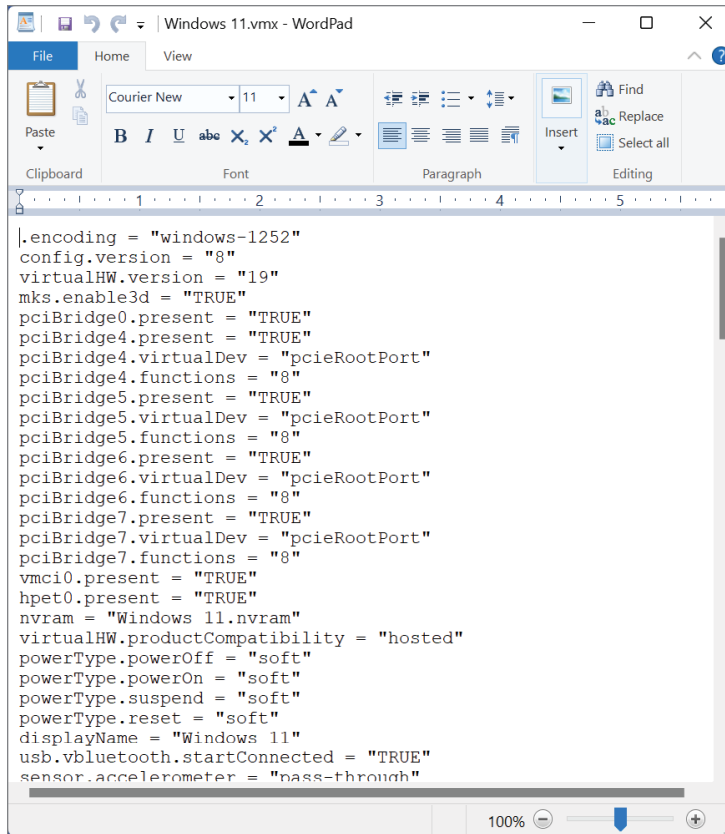 Windows 11.vmx - WordPad
File Home View
Paste
Clipboard
Courier New 11 A A
B I U abc X₂ X² A
Font
Paragraph
Insert
Find
Replace
Select all
Editing
1 2 3 4 5
.encoding = "windows-1252"
config.version = "8"
virtualHW.version = "19"
mks.enable3d = "TRUE"
pciBridge0.present = "TRUE"
pciBridge4.present = "TRUE"
pciBridge4.virtualDev = "pcieRootPort"
pciBridge4.functions = "8"
pciBridge5.present = "TRUE"
pciBridge5.virtualDev = "pcieRootPort"
pciBridge5.functions = "8"
pciBridge6.present = "TRUE"
pciBridge6.virtualDev = "pcieRootPort"
pciBridge6.functions = "8"
pciBridge7.present = "TRUE"
pciBridge7.virtualDev = "pcieRootPort"
pciBridge7.functions = "8"
vmci0.present = "TRUE"
hpet0.present = "TRUE"
nvram = "Windows 11.nvram"
virtualHW.productCompatibility = "hosted"
powerType.powerOff = "soft"
powerType.powerOn = "soft"
powerType.suspend = "soft"
powerType.reset = "soft"
displayName = "Windows 11"
usb.vbluetooth.startConnected = "TRUE"
sensor.accelerometer = "pass-through"
100%